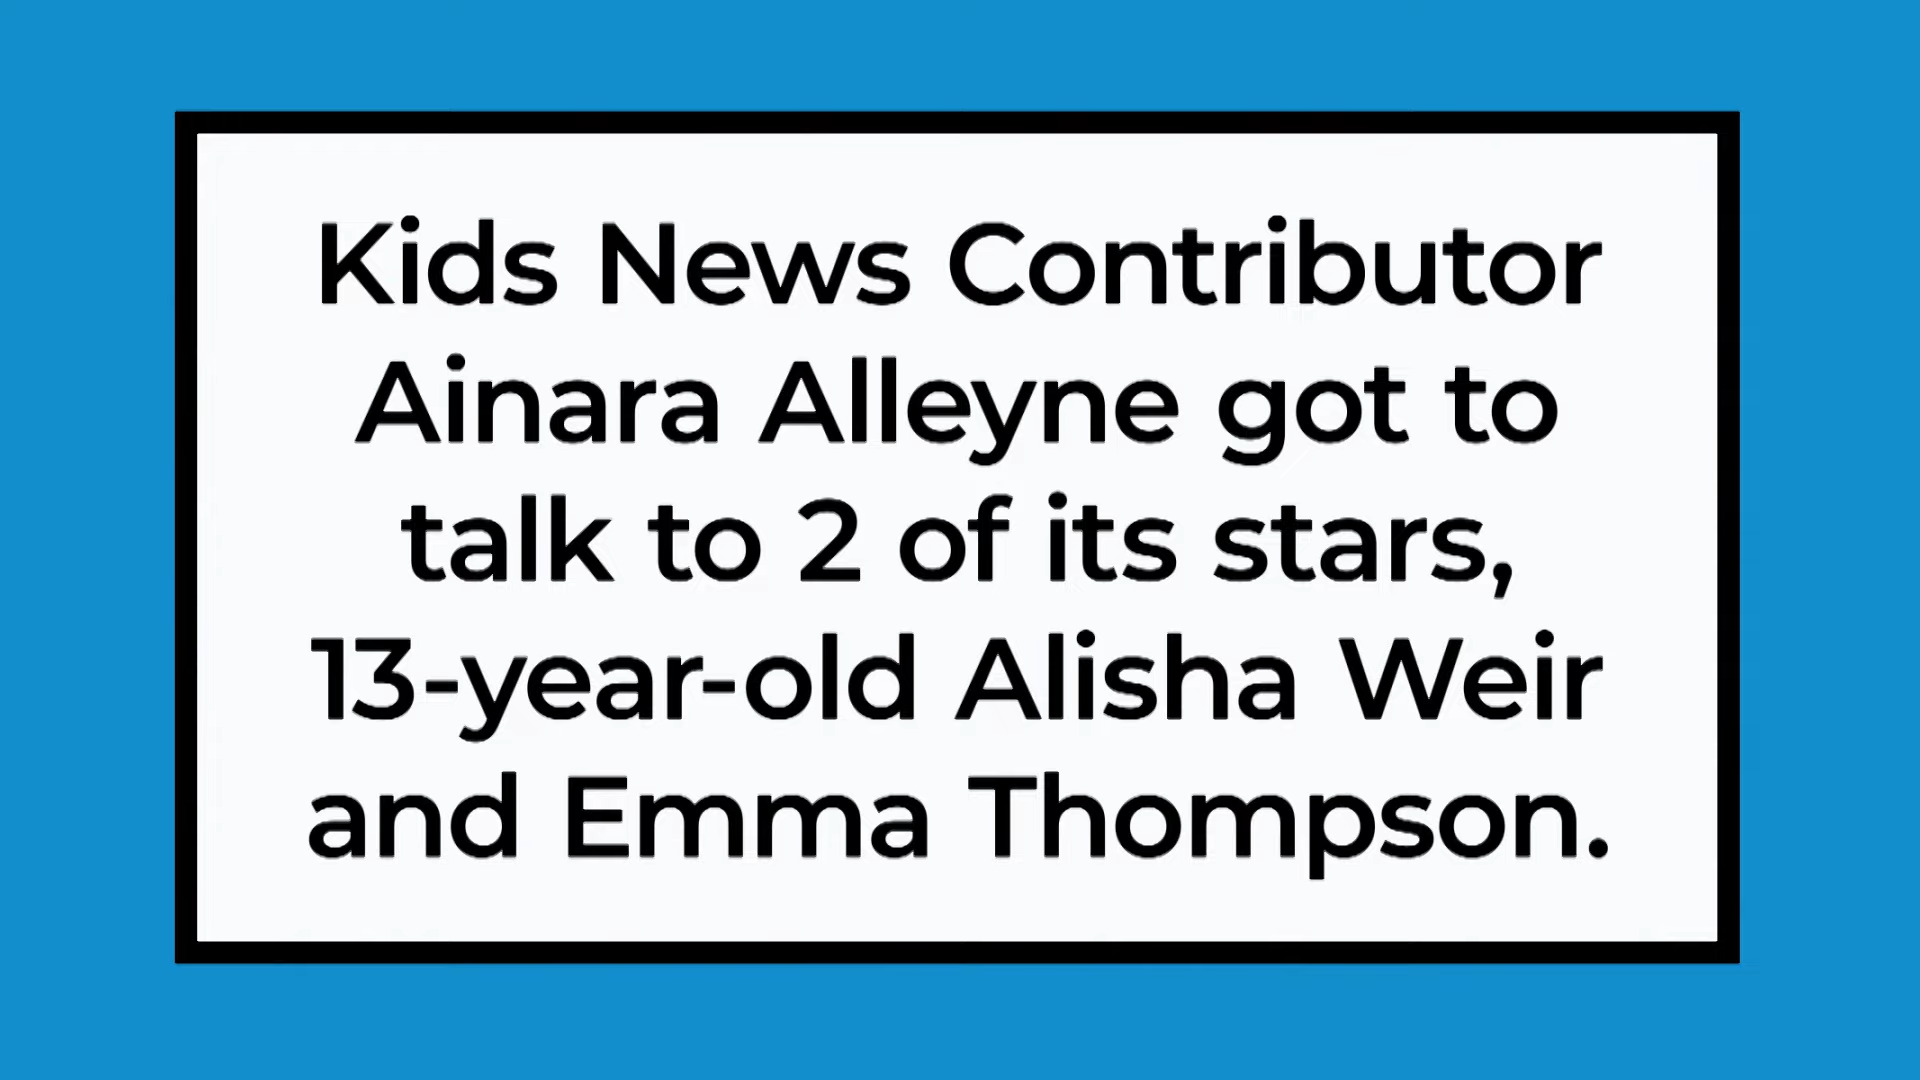 Kids News Contributor
Ainara Alleyne got to
talk to 2 of its stars,
13-year-old Alisha Weir
and Emma Thompson.